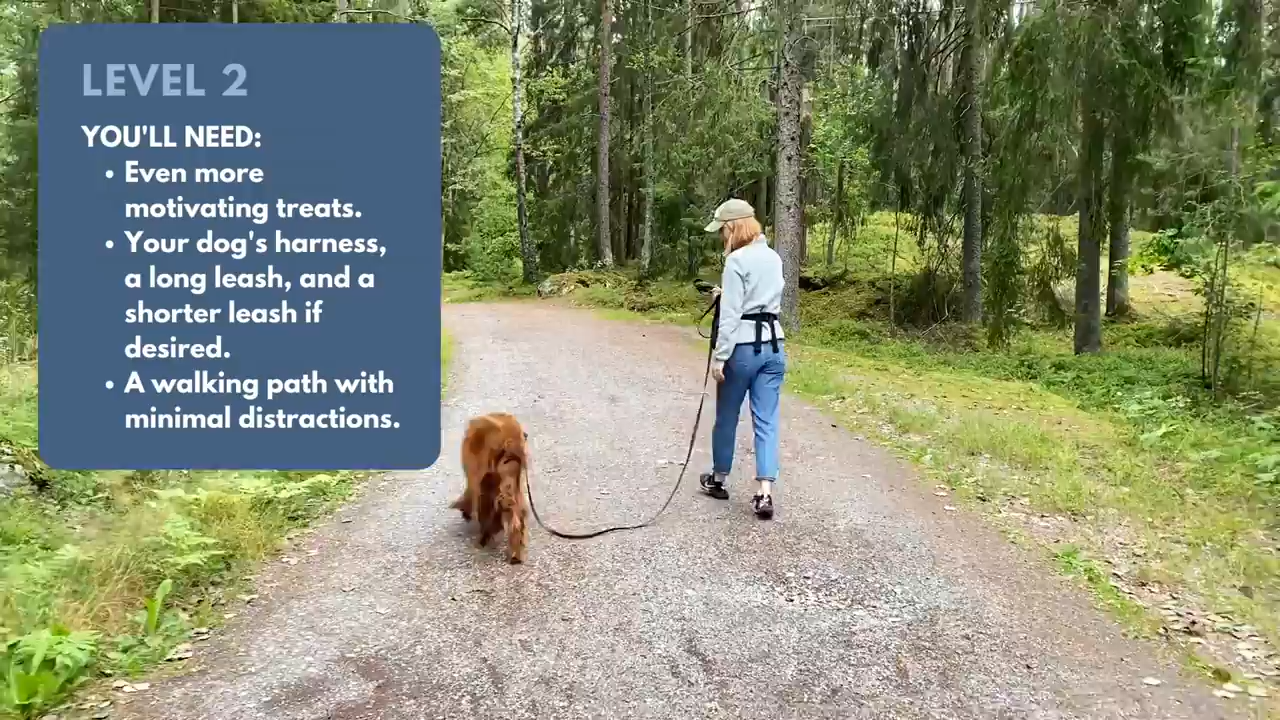 LEVEL 2
YOU'LL NEED:
• Even more
motivating treats.
• Your dog's harness,
a long leash, and a
shorter leash if
desired.
• A walking path with
minimal distractions.